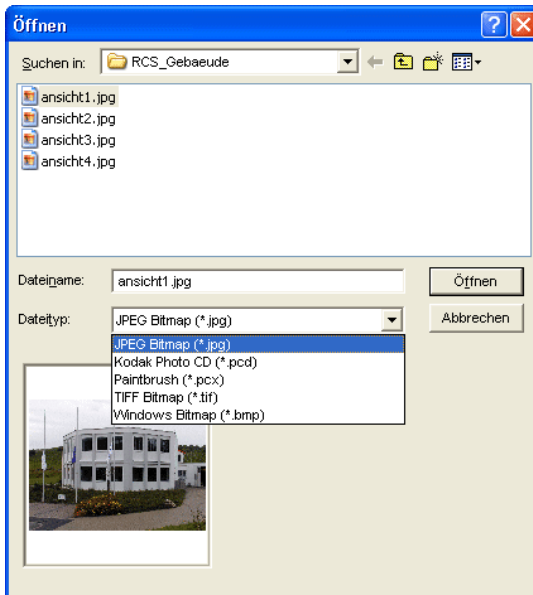 Öffnen
Suchen in: RCS_Gebaeude
ansicht1.jpg
ansicht2.jpg
ansicht3.jpg
ansicht4.jpg
Dateiname: ansicht1.jpg Öffnen
Dateityp: JPEG Bitmap (*.jpg) Abbrechen
JPEG Bitmap (*.jpg)
Kodak Photo CD (*.pcd)
Paintbrush (*.pcx)
TIFF Bitmap (*.tif)
Windows Bitmap (*.bmp)